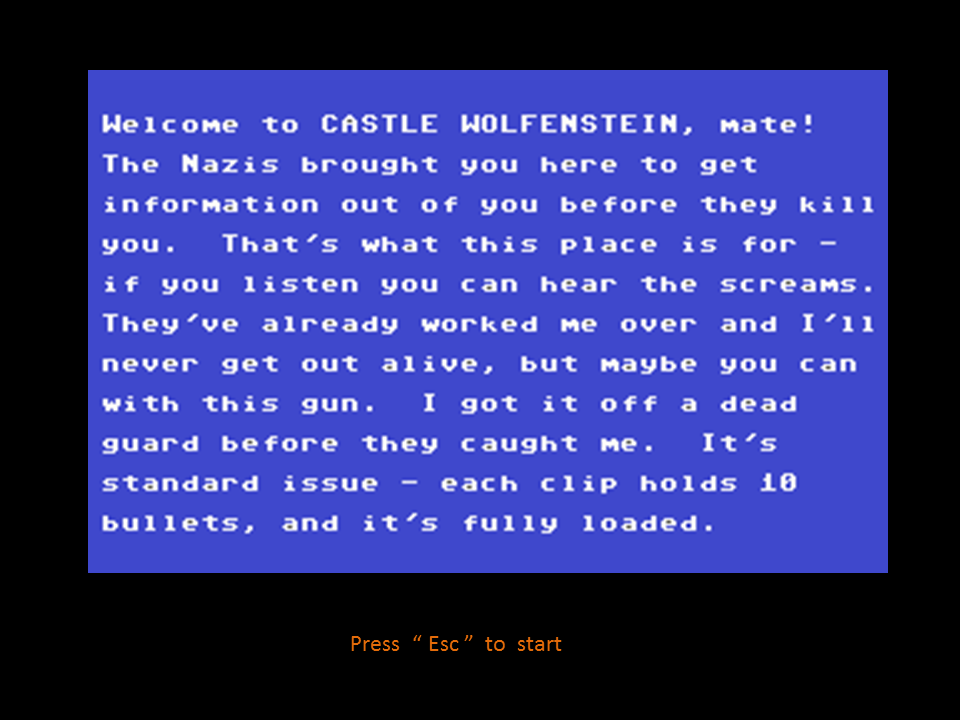 Welcome to CASTLE WOLFENSTEIN, mate!
The Nazis brought you here to get
information out of you before they kill
you.  That's what this place is for -
if you listen you can hear the screams.
They've already worked me over and I'll
never get out alive, but maybe you can
with this gun.  I got it off a dead
guard before they caught me.  It's
standard issue - each clip holds 10
bullets, and it's fully loaded.
Press “ Esc ” to start